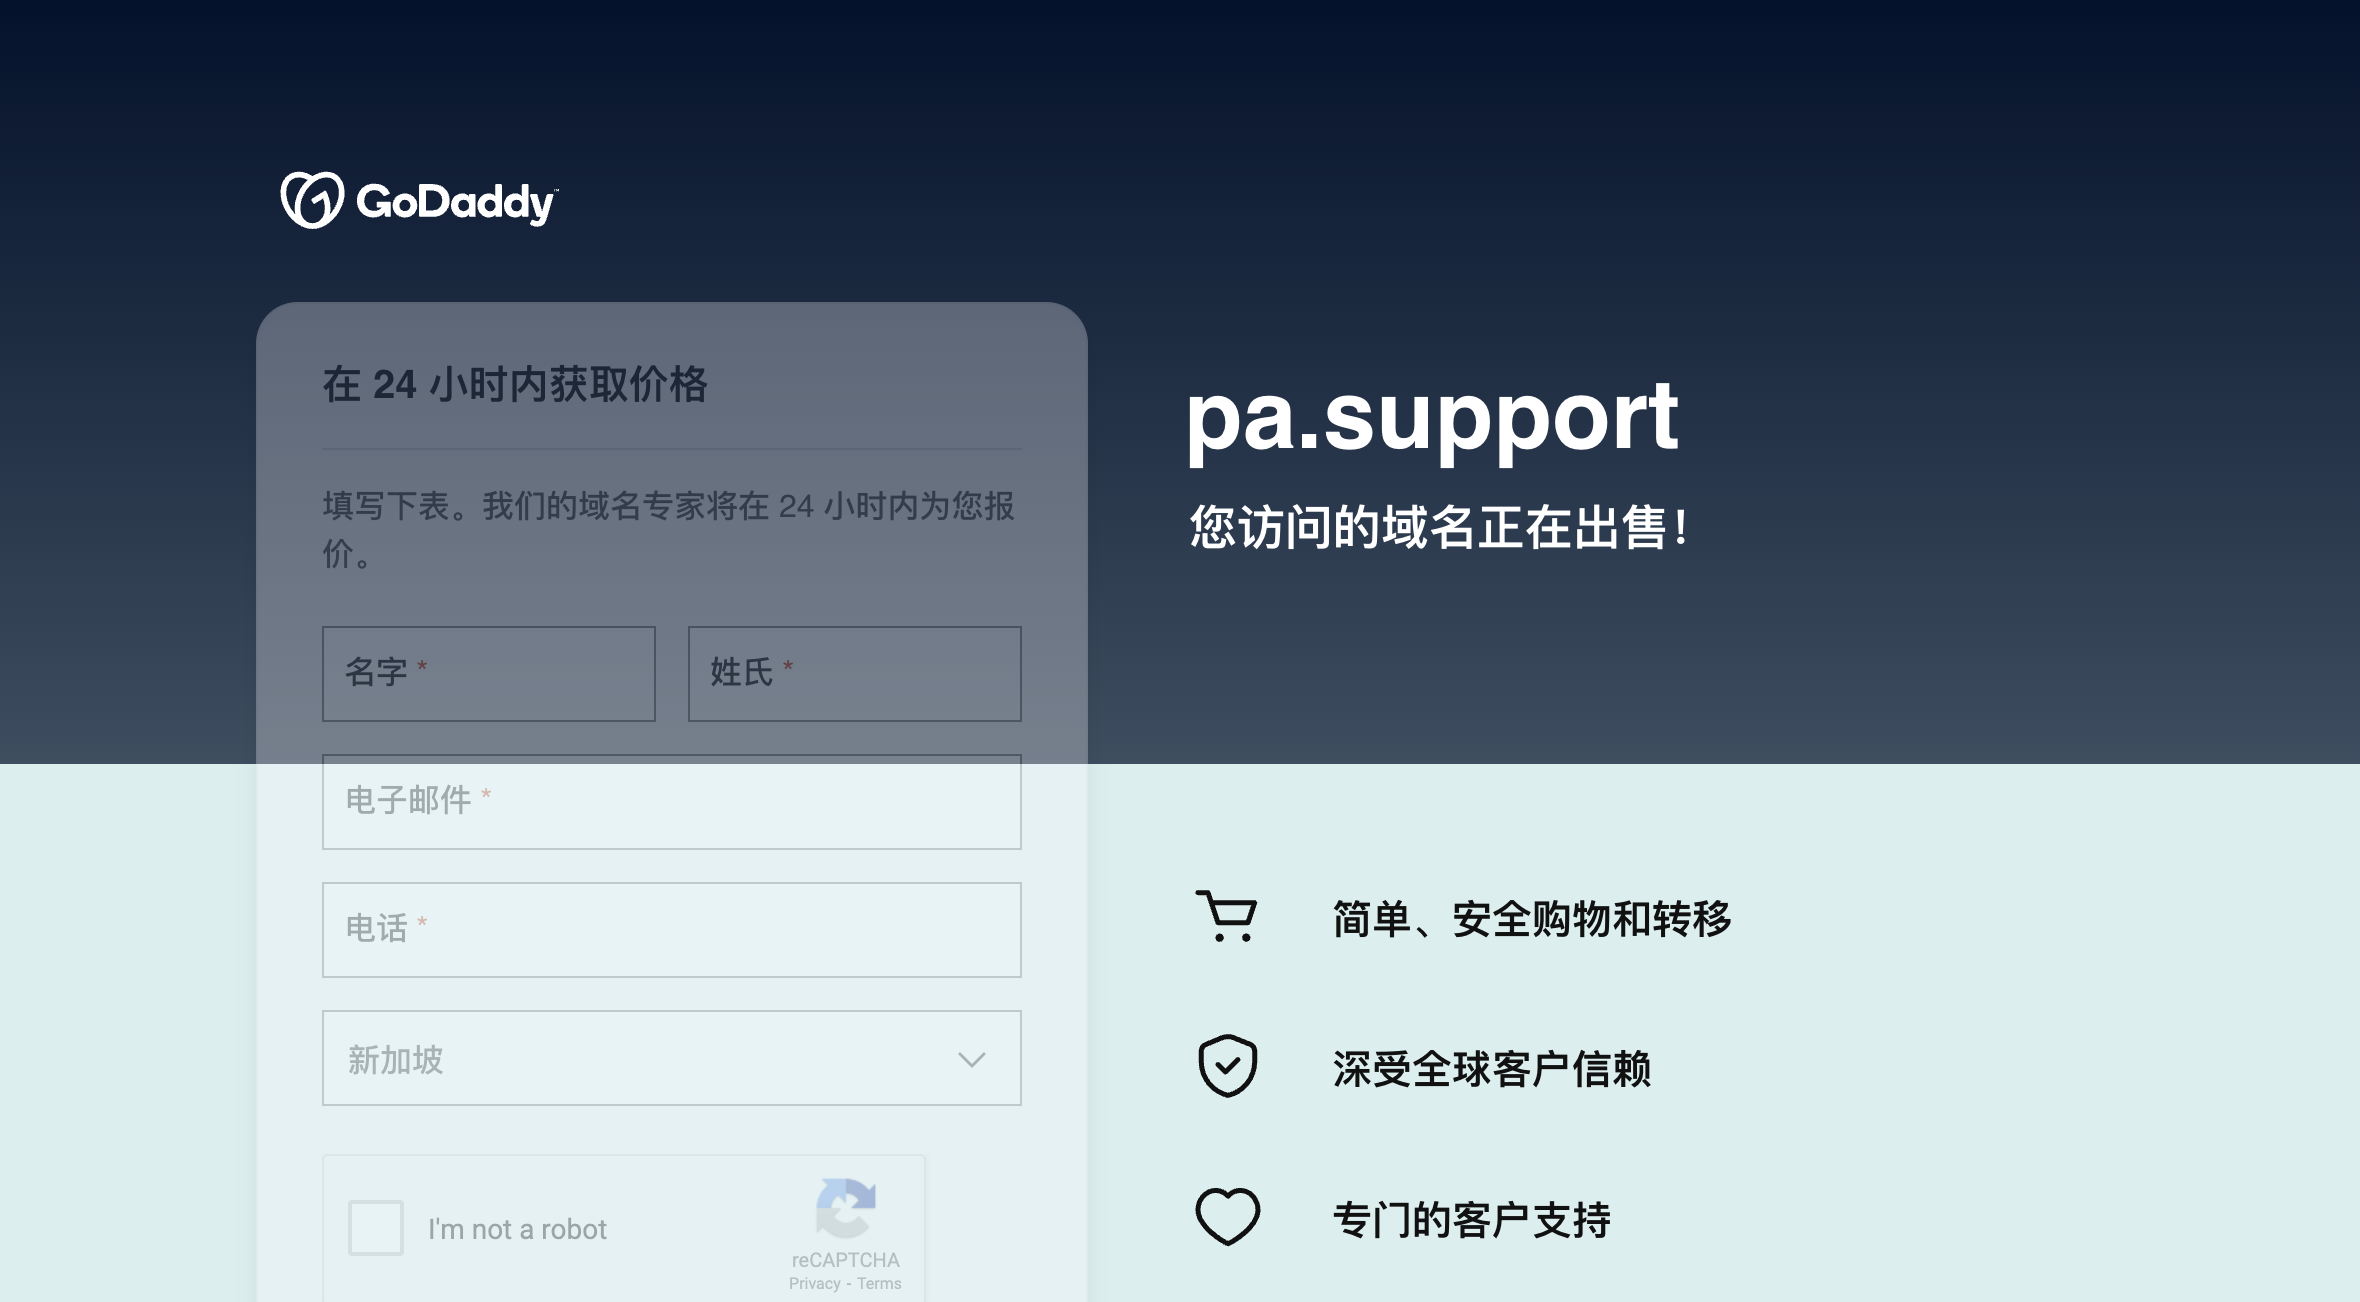 GoDaddy™
在 24 小时内获取价格
填写下表。我们的域名专家将在 24 小时内为您报
价。
名字 *
姓氏 *
电子邮件 *
电话 *
新加坡
I'm not a robot
reCAPTCHA
Privacy - Terms
pa.support
您访问的域名正在出售!
简单、安全购物和转移
深受全球客户信赖
专门的客户支持